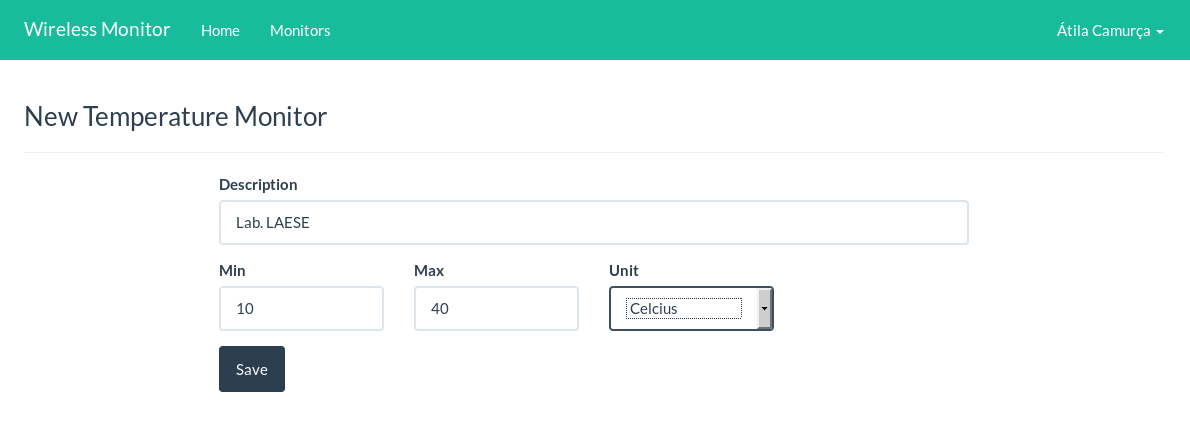 Wireless Monitor Home Monitors Átila Camurça
New Temperature Monitor
Description
Lab. LAESE
Min Max Unit
10 40 Celcius
Save